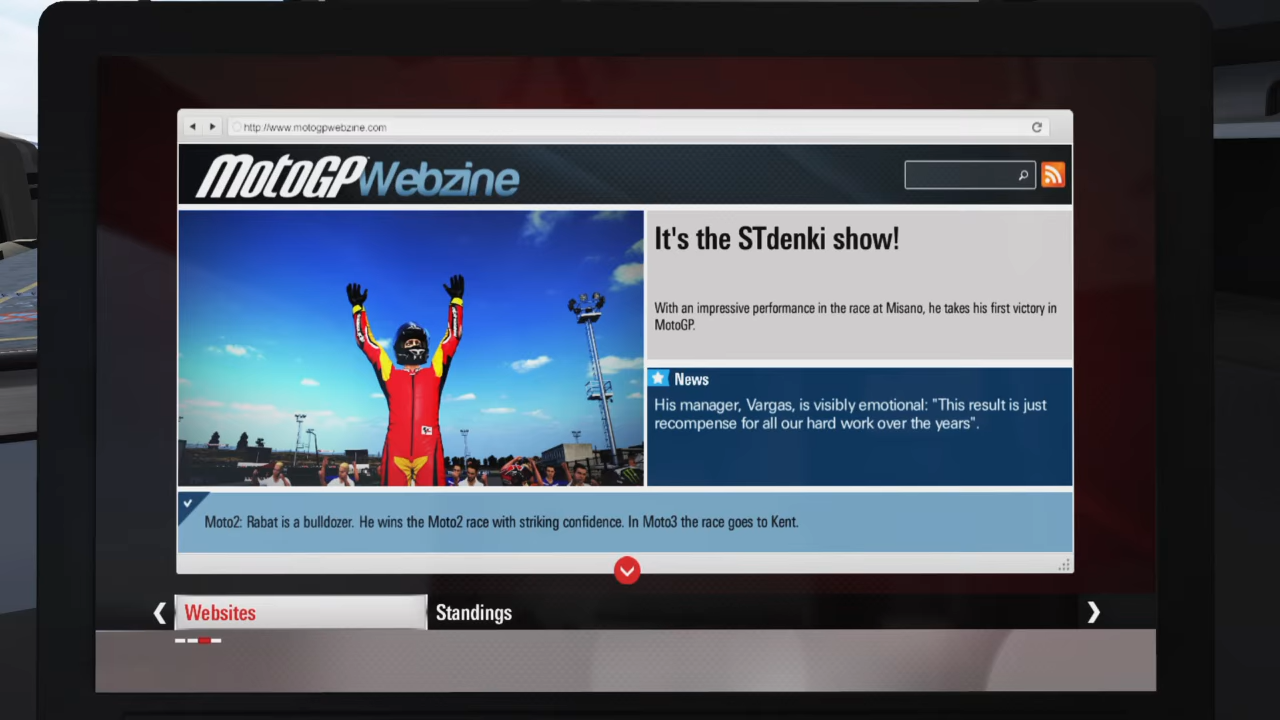 http://www.motogpwebzine.com
MotoGP Webzine
It's the STdenki show!
With an impressive performance in the race at Misano, he takes his first victory in
MotoGP.
News
His manager, Vargas, is visibly emotional: "This result is just
recompense for all our hard work over the years".
Moto2: Rabat is a bulldozer. He wins the Moto2 race with striking confidence. In Moto3 the race goes to Kent.
Websites
Standings